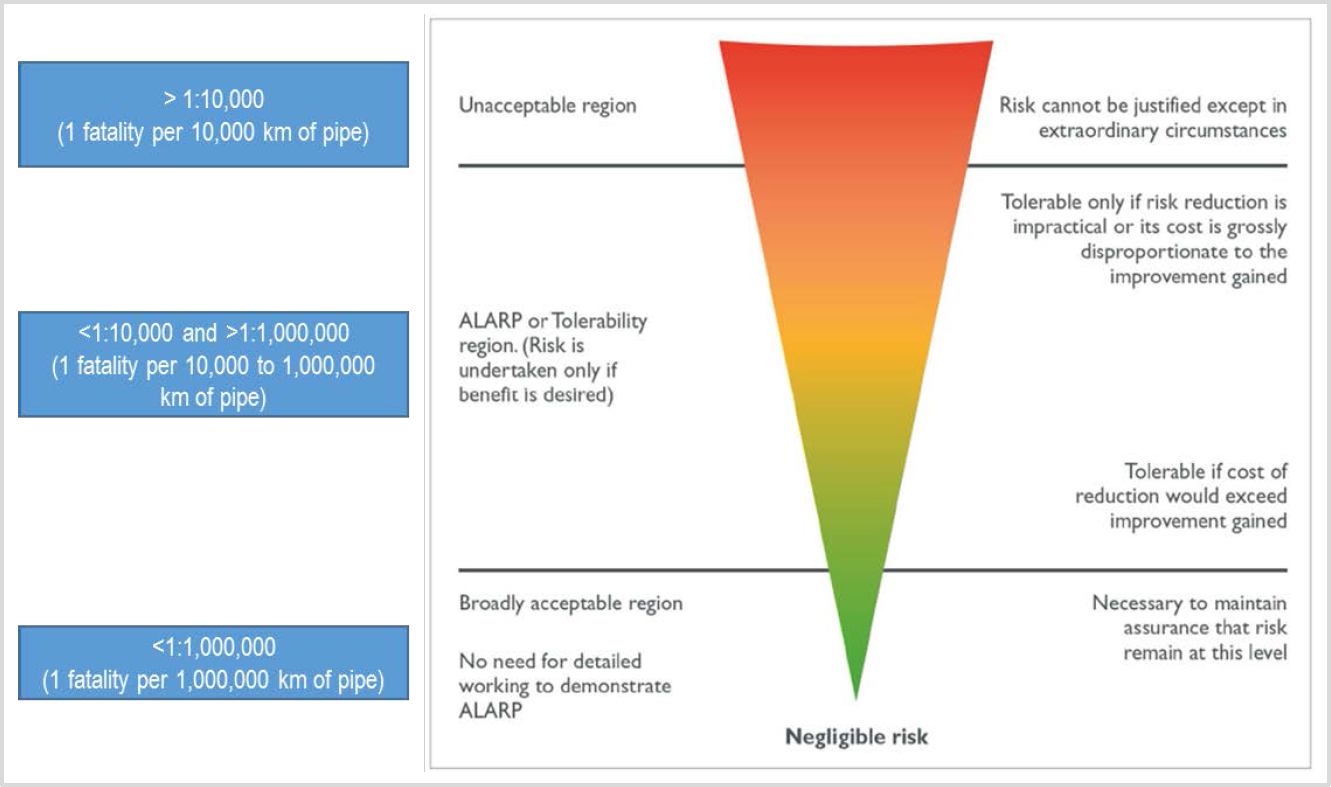 > 1:10,000
(1 fatality per 10,000 km of pipe)
<1:10,000 and >1:1,000,000
(1 fatality per 10,000 to 1,000,000
km of pipe)
<1:1,000,000
(1 fatality per 1,000,000 km of pipe)
Unacceptable region
Risk cannot be justified except in
extraordinary circumstances
Tolerable only if risk reduction is
impractical or its cost is grossly
disproportionate to the
improvement gained
ALARP or Tolerability
region. (Risk is
undertaken only if
benefit is desired)
Tolerable if cost of
reduction would exceed
improvement gained
Broadly acceptable region
No need for detailed
working to demonstrate
ALARP
Necessary to maintain
assurance that risk
remain at this level
Negligible risk